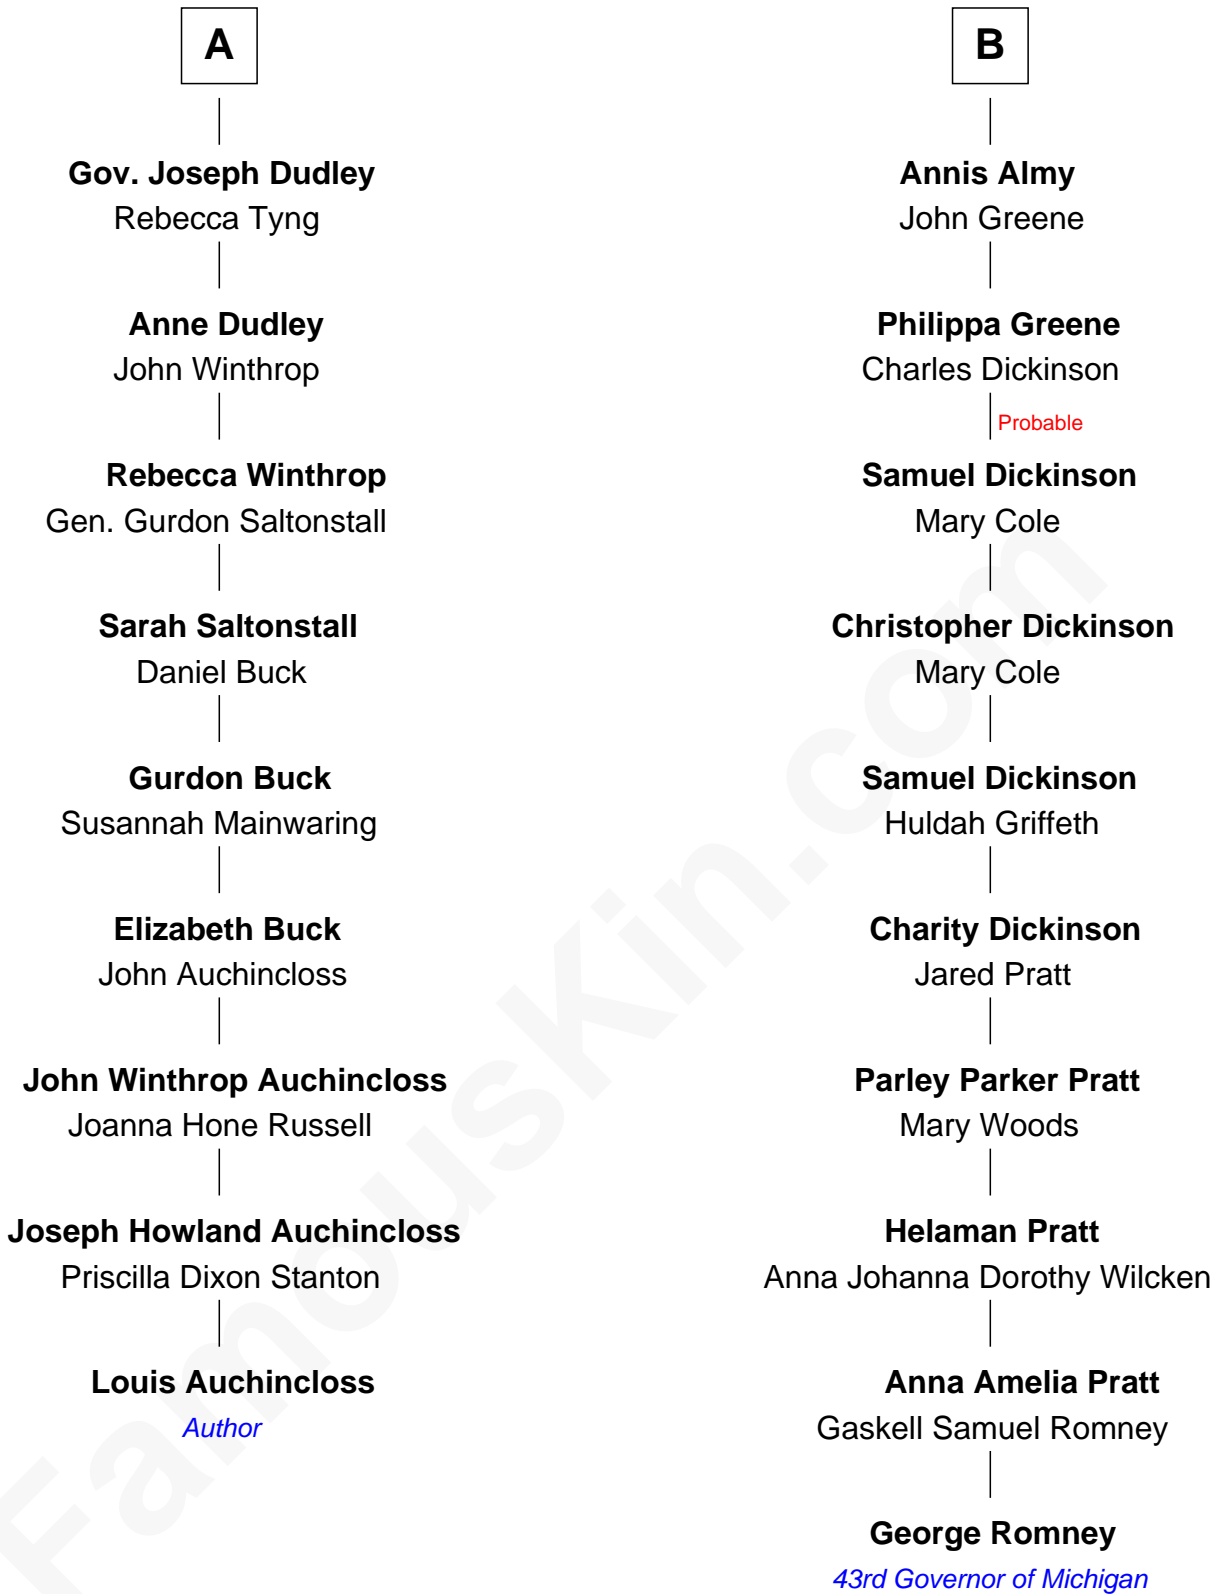 A
Gov. Joseph Dudley
Rebecca Tyng
Anne Dudley
John Winthrop
Rebecca Winthrop
Gen. Gurdon Saltonstall
Sarah Saltonstall
Daniel Buck
Gurdon Buck
Susannah Mainwaring
Elizabeth Buck
John Auchincloss
John Winthrop Auchincloss
Joanna Hone Russell
Joseph Howland Auchincloss
Priscilla Dixon Stanton
Louis Auchincloss
Author
B
Annis Almy
John Greene
Philippa Greene
Charles Dickinson
Probable
Samuel Dickinson
Mary Cole
Christopher Dickinson
Mary Cole
Samuel Dickinson
Huldah Griffeth
Charity Dickinson
Jared Pratt
Parley Parker Pratt
Mary Woods
Helaman Pratt
Anna Johanna Dorothy Wilcken
Anna Amelia Pratt
Gaskell Samuel Romney
George Romney
43rd Governor of Michigan
FamousKin.com